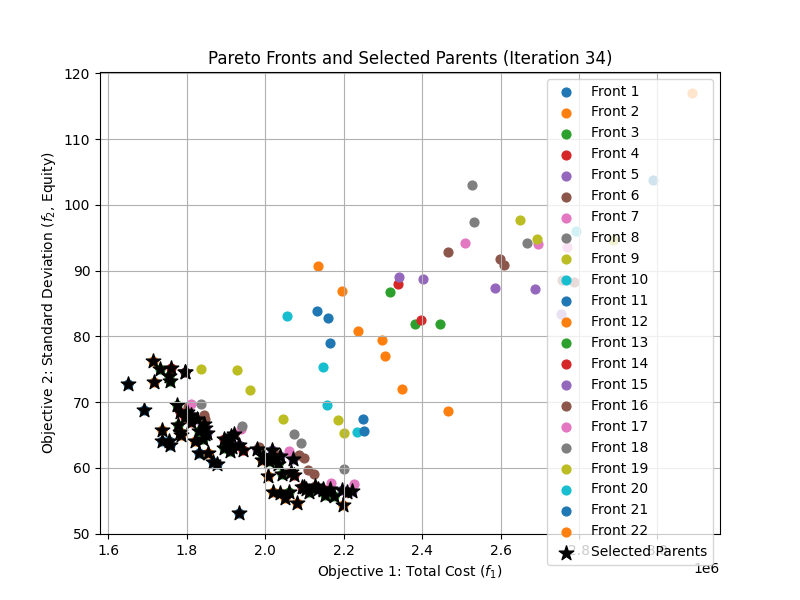 Pareto Fronts and Selected Parents (Iteration 34)
120
110
100
90
80
70
60
50
Objective 2: Standard Deviation (f2, Equity)
1.6
1.8
2.0
2.2
2.4
2.6
2.8
1e6
Objective 1: Total Cost (f1)
Front 1
Front 2
Front 3
Front 4
Front 5
Front 6
Front 7
Front 8
Front 9
Front 10
Front 11
Front 12
Front 13
Front 14
Front 15
Front 16
Front 17
Front 18
Front 19
Front 20
Front 21
Front 22
Selected Parents